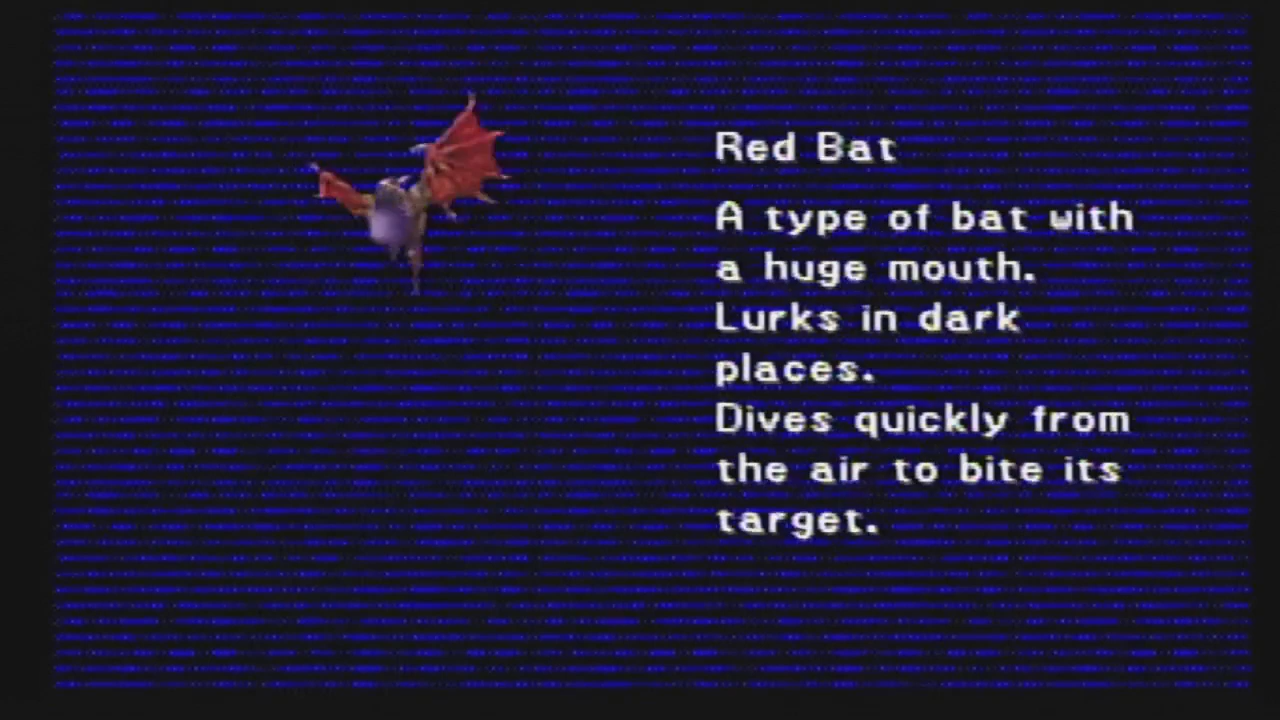 Red Bat
A type of bat with
a huge mouth.
Lurks in dark
places.
Dives quickly from
the air to bite its
target.